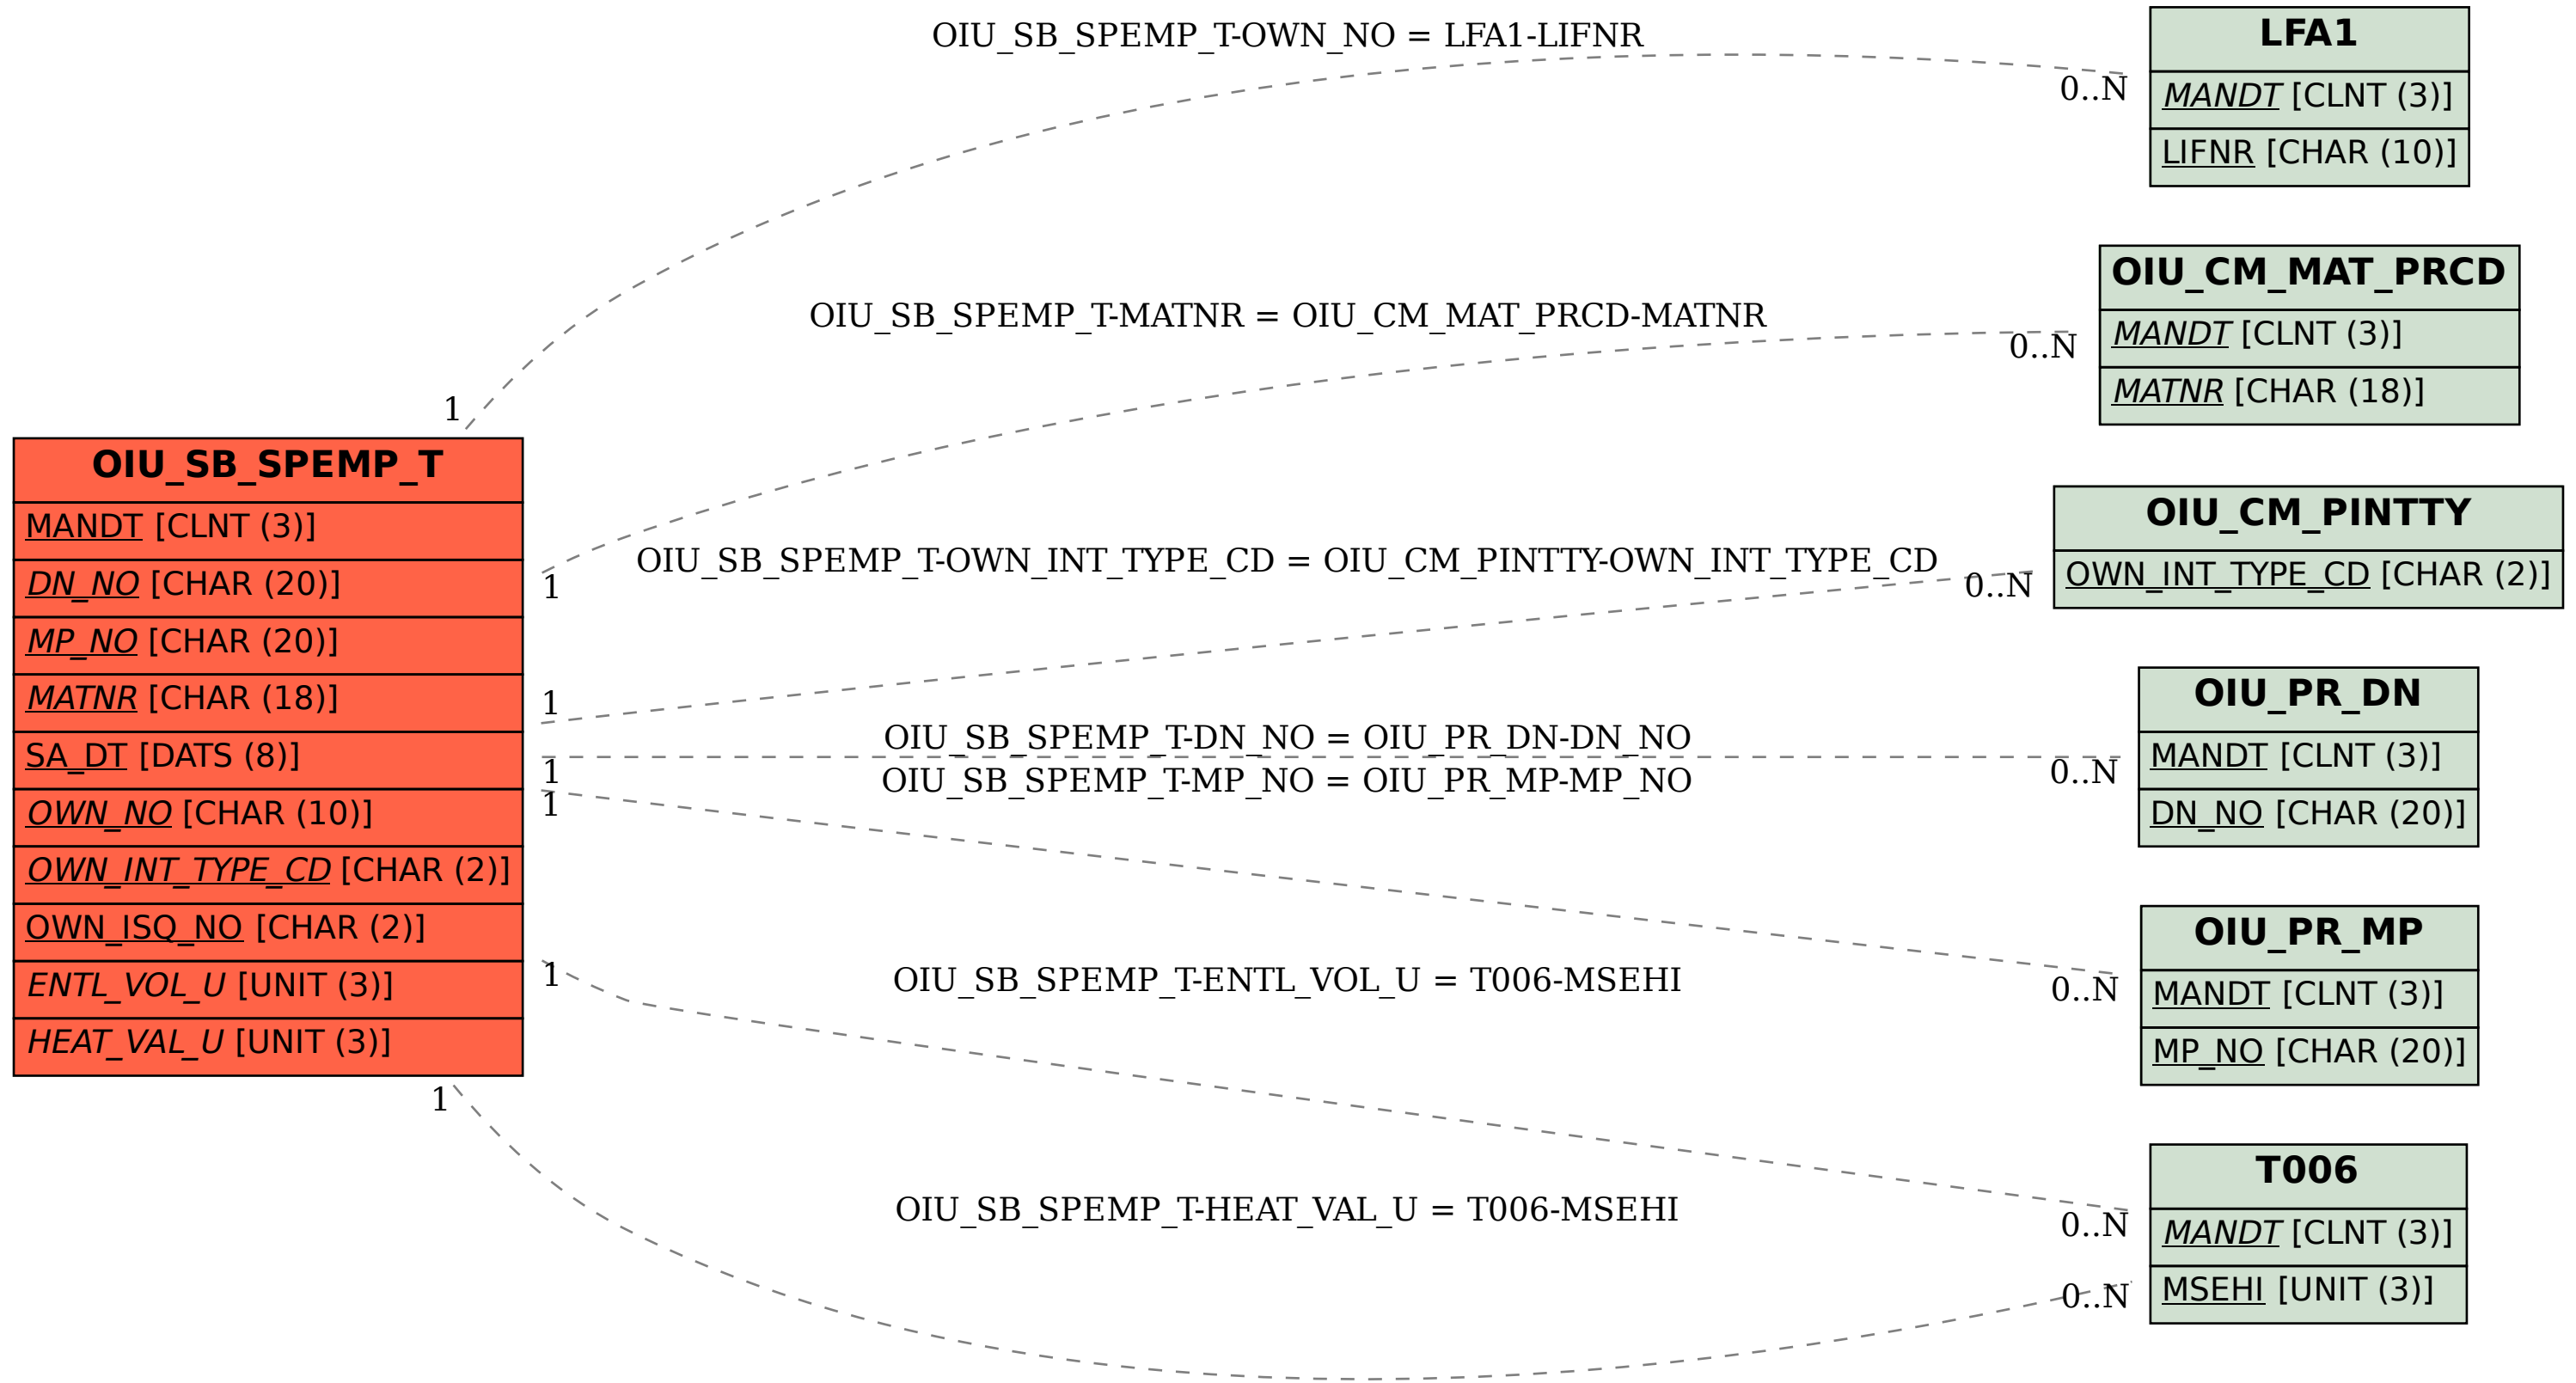 OIU_SB_SPEMP_T-OWN_NO = LFA1-LIFNR
1
0..N
LFA1
MANDT [CLNT (3)]
LIFNR [CHAR (10)]
OIU_SB_SPEMP_T-MATNR = OIU_CM_MAT_PRCD-MATNR
1
0..N
OIU_CM_MAT_PRCD
MANDT [CLNT (3)]
MATNR [CHAR (18)]
OIU_SB_SPEMP_T
MANDT [CLNT (3)]
DN_NO [CHAR (20)]
MP_NO [CHAR (20)]
MATNR [CHAR (18)]
SA_DT [DATS (8)]
OWN_NO [CHAR (10)]
OWN_INT_TYPE_CD [CHAR (2)]
OWN_ISQ_NO [CHAR (2)]
ENTL_VOL_U [UNIT (3)]
HEAT_VAL_U [UNIT (3)]
OIU_SB_SPEMP_T-OWN_INT_TYPE_CD = OIU_CM_PINTTY-OWN_INT_TYPE_CD
1
0..N
OIU_CM_PINTTY
OWN_INT_TYPE_CD [CHAR (2)]
OIU_SB_SPEMP_T-DN_NO = OIU_PR_DN-DN_NO
1
0..N
OIU_PR_DN
MANDT [CLNT (3)]
DN_NO [CHAR (20)]
OIU_SB_SPEMP_T-MP_NO = OIU_PR_MP-MP_NO
1
0..N
OIU_PR_MP
MANDT [CLNT (3)]
MP_NO [CHAR (20)]
OIU_SB_SPEMP_T-ENTL_VOL_U = T006-MSEHI
1
0..N
OIU_SB_SPEMP_T-HEAT_VAL_U = T006-MSEHI
1
0..N
T006
MANDT [CLNT (3)]
MSEHI [UNIT (3)]